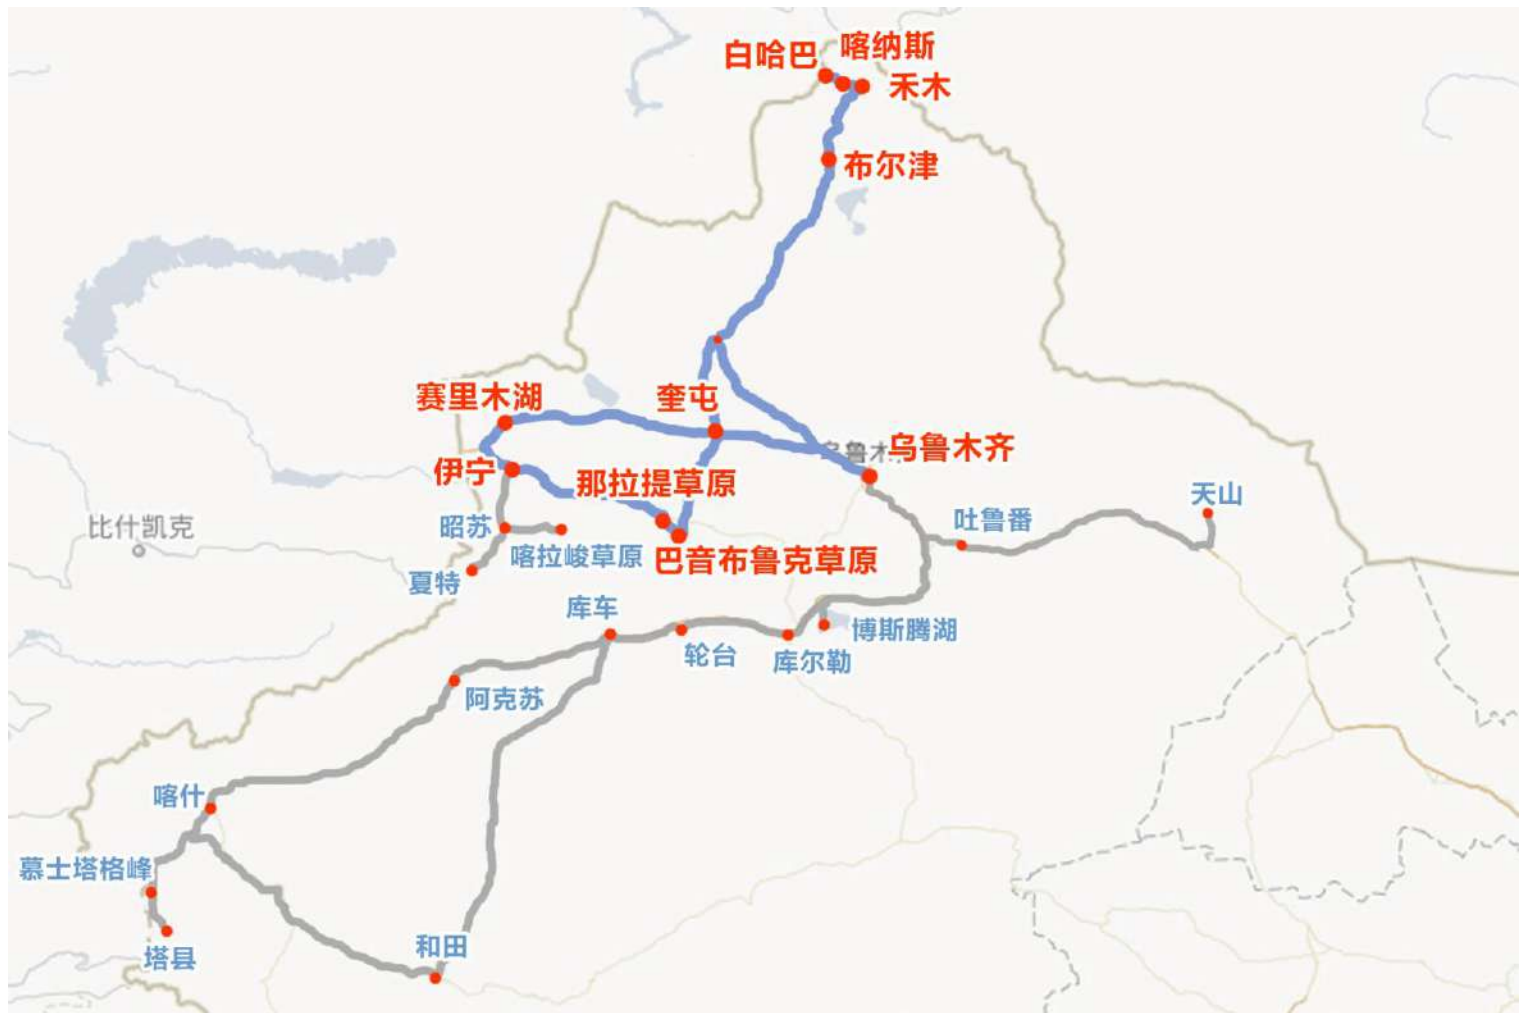 喀纳斯
白哈巴
禾木
布尔津
赛里木湖
奎屯
乌鲁木齐
乌鲁木
伊宁
那拉提草原
天山
吐鲁番
比什凯克
昭苏
喀拉峻草原
巴音布鲁克草原
夏特
库车
博斯腾湖
轮台
库尔勒
阿克苏
喀什
慕士塔格峰
和田
塔县